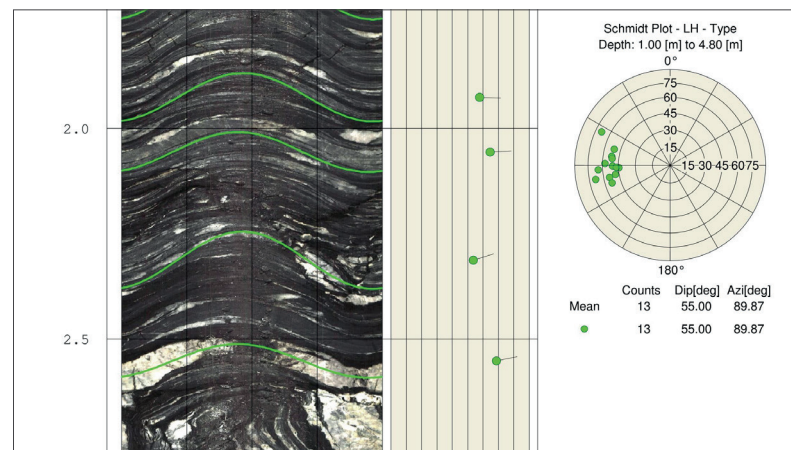 Schmidt Plot - LH - Type
Depth: 1.00 [m] to 4.80 [m]
0°
75
60
45
30
15
15 30 45 60 75
180°
Counts Dip[deg] Azi[deg]
Mean 13 55.00 89.87
13 55.00 89.87
2.0
2.5